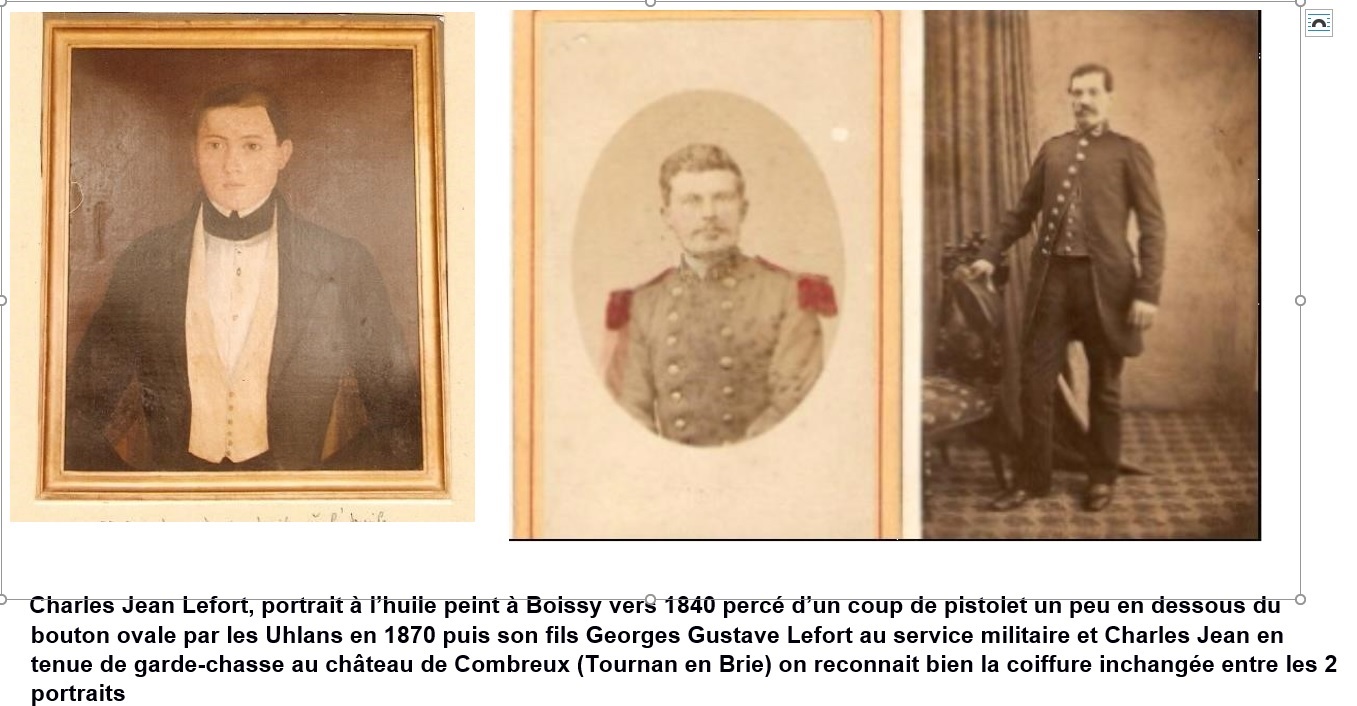 Charles Jean Lefort, portrait à l’huile peint à Boissy vers 1840 percé d’un coup de pistolet un peu en dessous du
bouton ovale par les Uhlans en 1870 puis son fils Georges Gustave Lefort au service militaire et Charles Jean en
tenue de garde-chasse au château de Combreux (Tournan en Brie) on reconnait bien la coiffure inchangée entre les 2
portraits